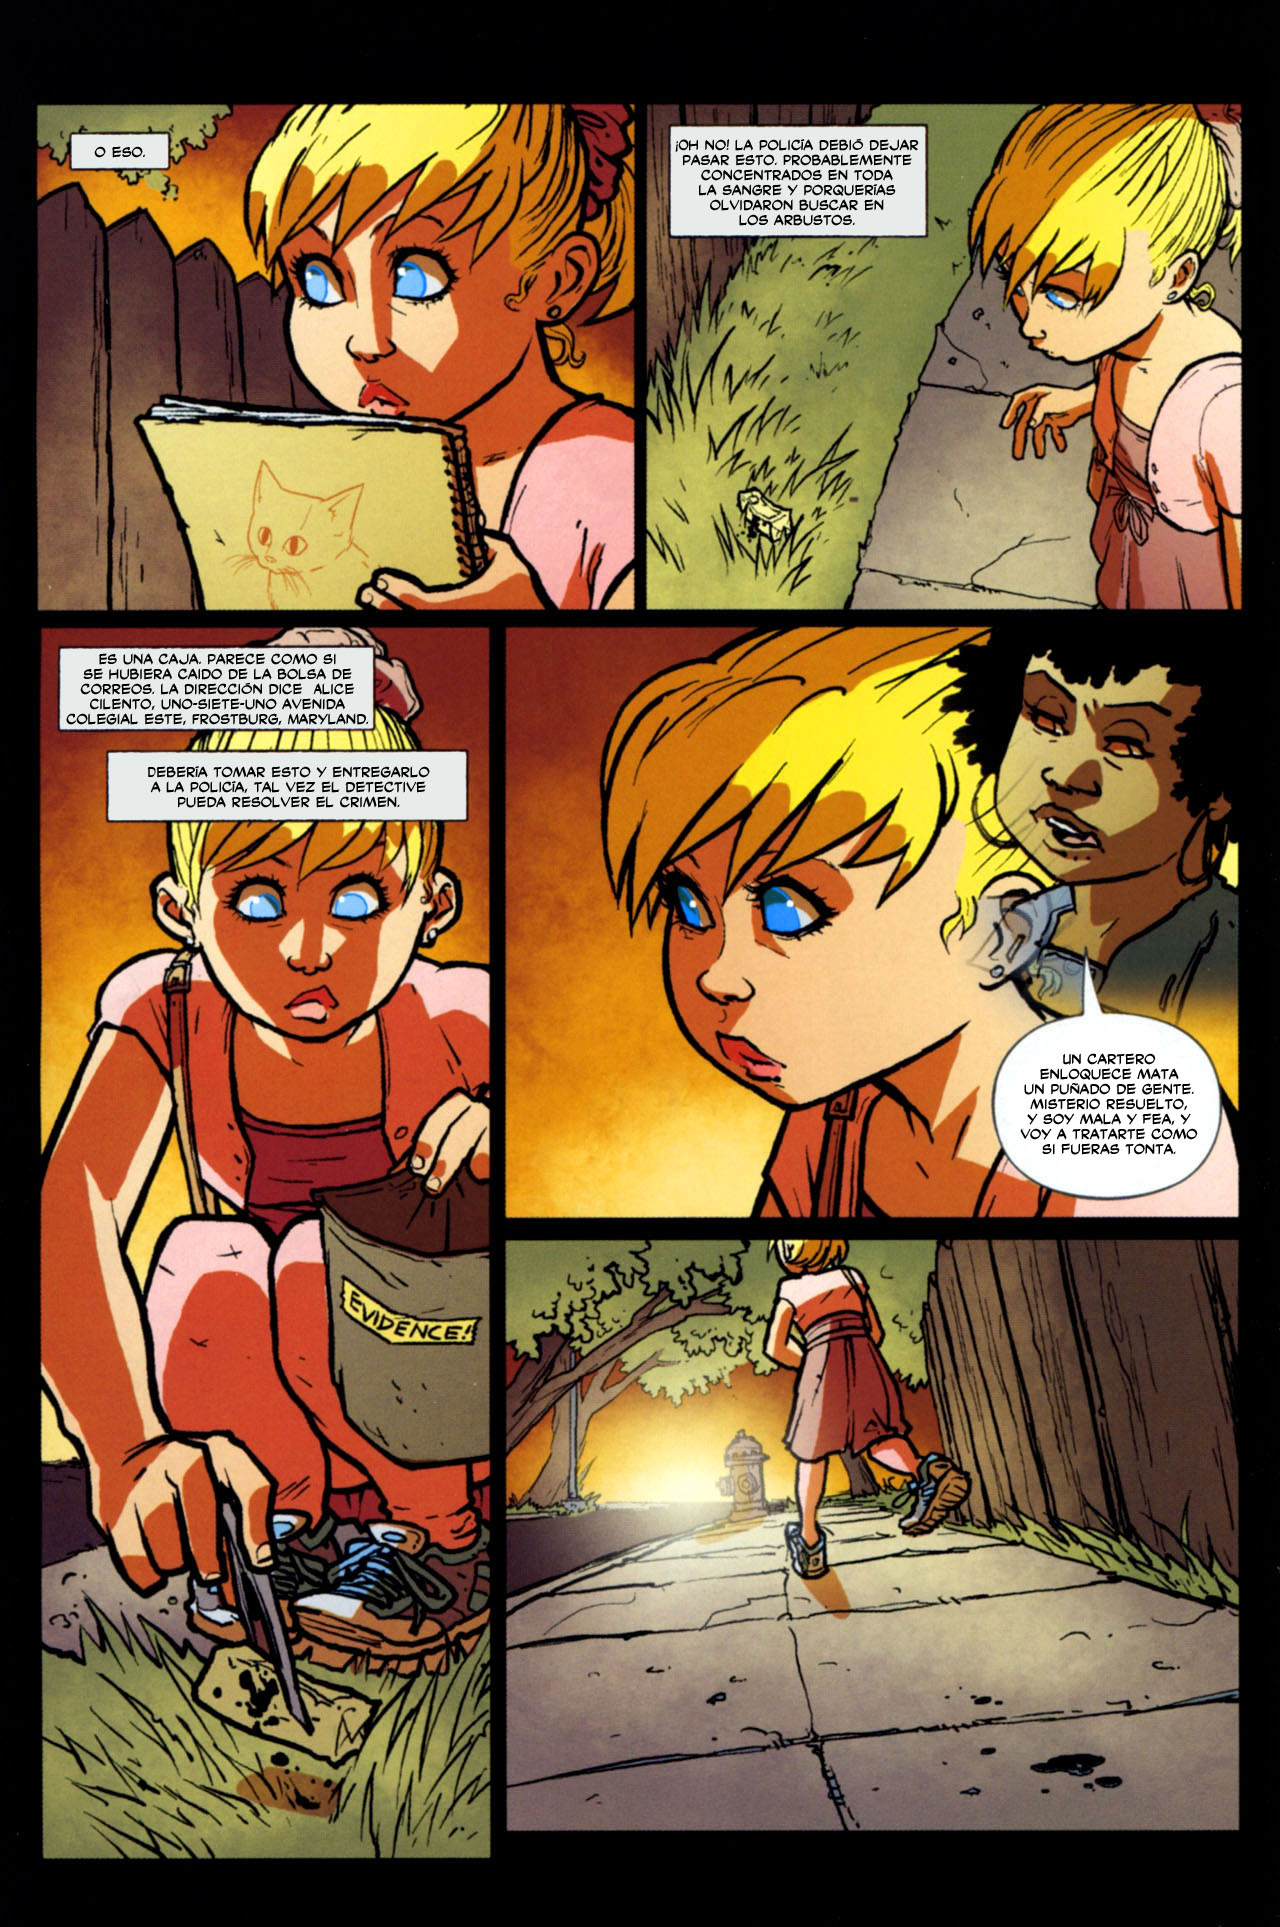 O ESO.
¡OH NO! LA POLICÍA DEBIÓ DEJAR
PASAR ESTO. PROBABLEMENTE
CONCENTRADOS EN TODA
LA SANGRE Y PORQUERÍAS
OLVIDARON BUSCAR EN
LOS ARBUSTOS.
ES UNA CAJA. PARECE COMO SI
SE HUBIERA CAIDO DE LA BOLSA DE
CORREOS. LA DIRECCIÓN DICE ALICE
CILENTO, UNO-SIETE-UNO AVENIDA
COLEGIAL ESTE, FROSTBURG, MARYLAND.
DEBERÍA TOMAR ESTO Y ENTREGARLO
A LA POLICÍA, TAL VEZ EL DETECTIVE
PUEDA RESOLVER EL CRIMEN.
EVIDENCE!
UN CARTERO
ENLOQUECE MATA
UN PUÑADO DE GENTE.
MISTERIO RESUELTO,
Y SOY MALA Y FEA, Y
VOY A TRATARTE COMO
SI FUERAS TONTA.